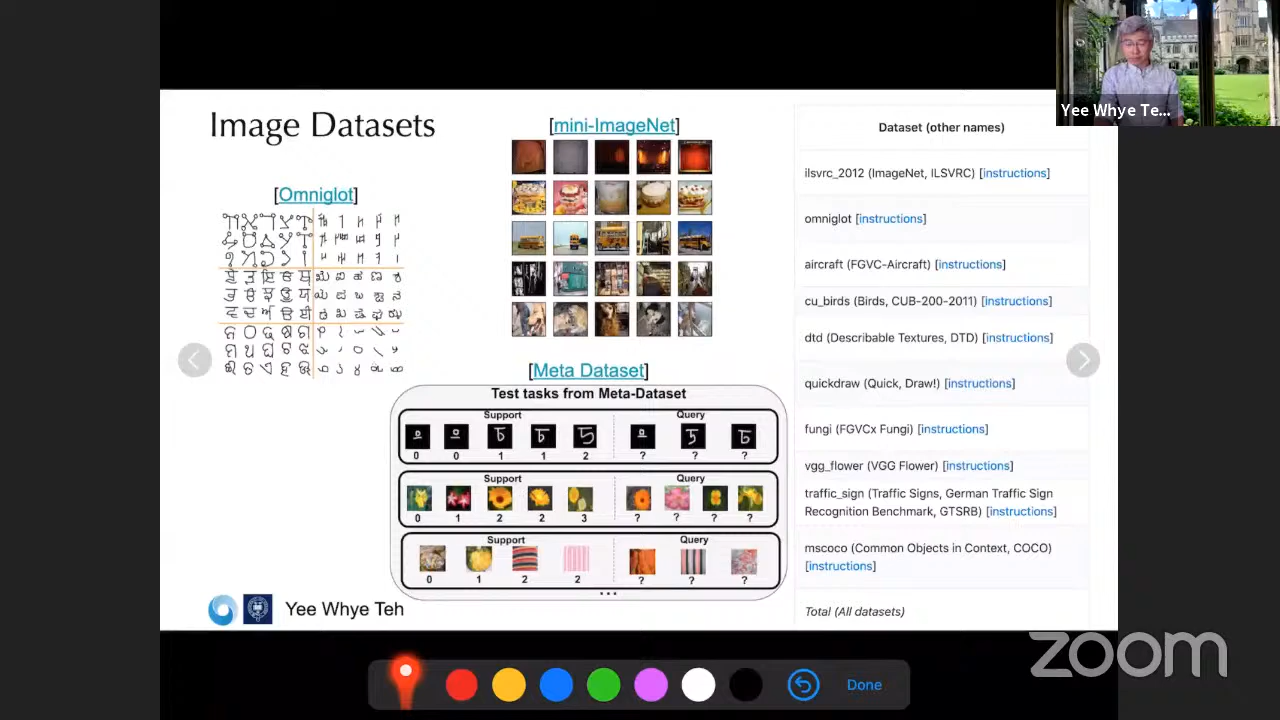 Image Datasets
[Omniglot]
[mini-ImageNet]
[Meta Dataset]
Test tasks from Meta-Dataset
Support
Query
0 0 1 1 2 ? ? ?
Support
Query
0 1 2 2 3 ? ? ? ?
Support
Query
0 1 2 2 ? ? ?
...
Yee Whye Teh
Dataset (other names)
ilsvrc_2012 (ImageNet, ILSVRC) [instructions]
omniglot [instructions]
aircraft (FGVC-Aircraft) [instructions]
cu_birds (Birds, CUB-200-2011) [instructions]
dtd (Describable Textures, DTD) [instructions]
quickdraw (Quick, Draw!) [instructions]
fungi (FGVCx Fungi) [instructions]
vgg_flower (VGG Flower) [instructions]
traffic_sign (Traffic Signs, German Traffic Sign
Recognition Benchmark, GTSRB) [instructions]
mscoco (Common Objects in Context, COCO)
[instructions]
Total (All datasets)
Yee Whye Te...
Done
zoom